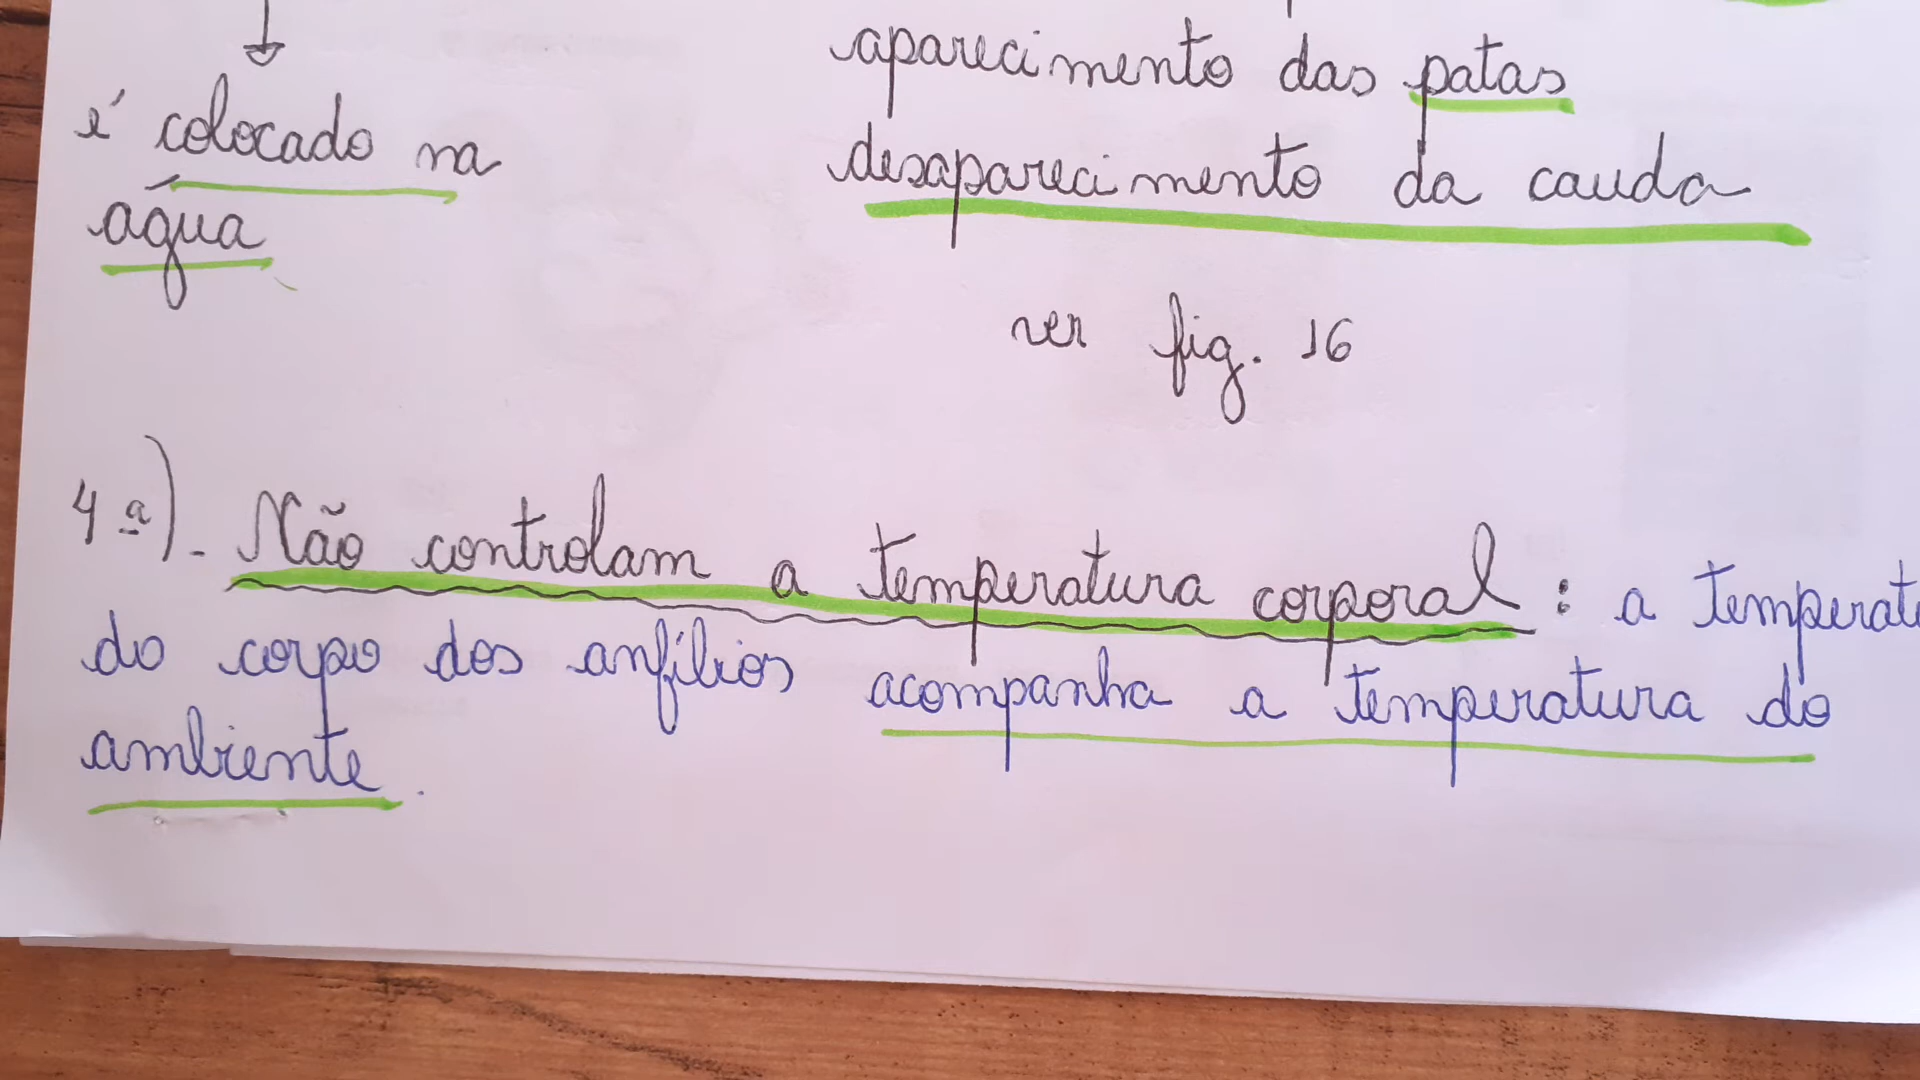 é colocado na
água
aparecimento das patas
desaparecimento da cauda
ver fig. 16
4ª). Não controlam a temperatura corporal : a temperat
do corpo dos anfíbios acompanha a temperatura do
ambiente.